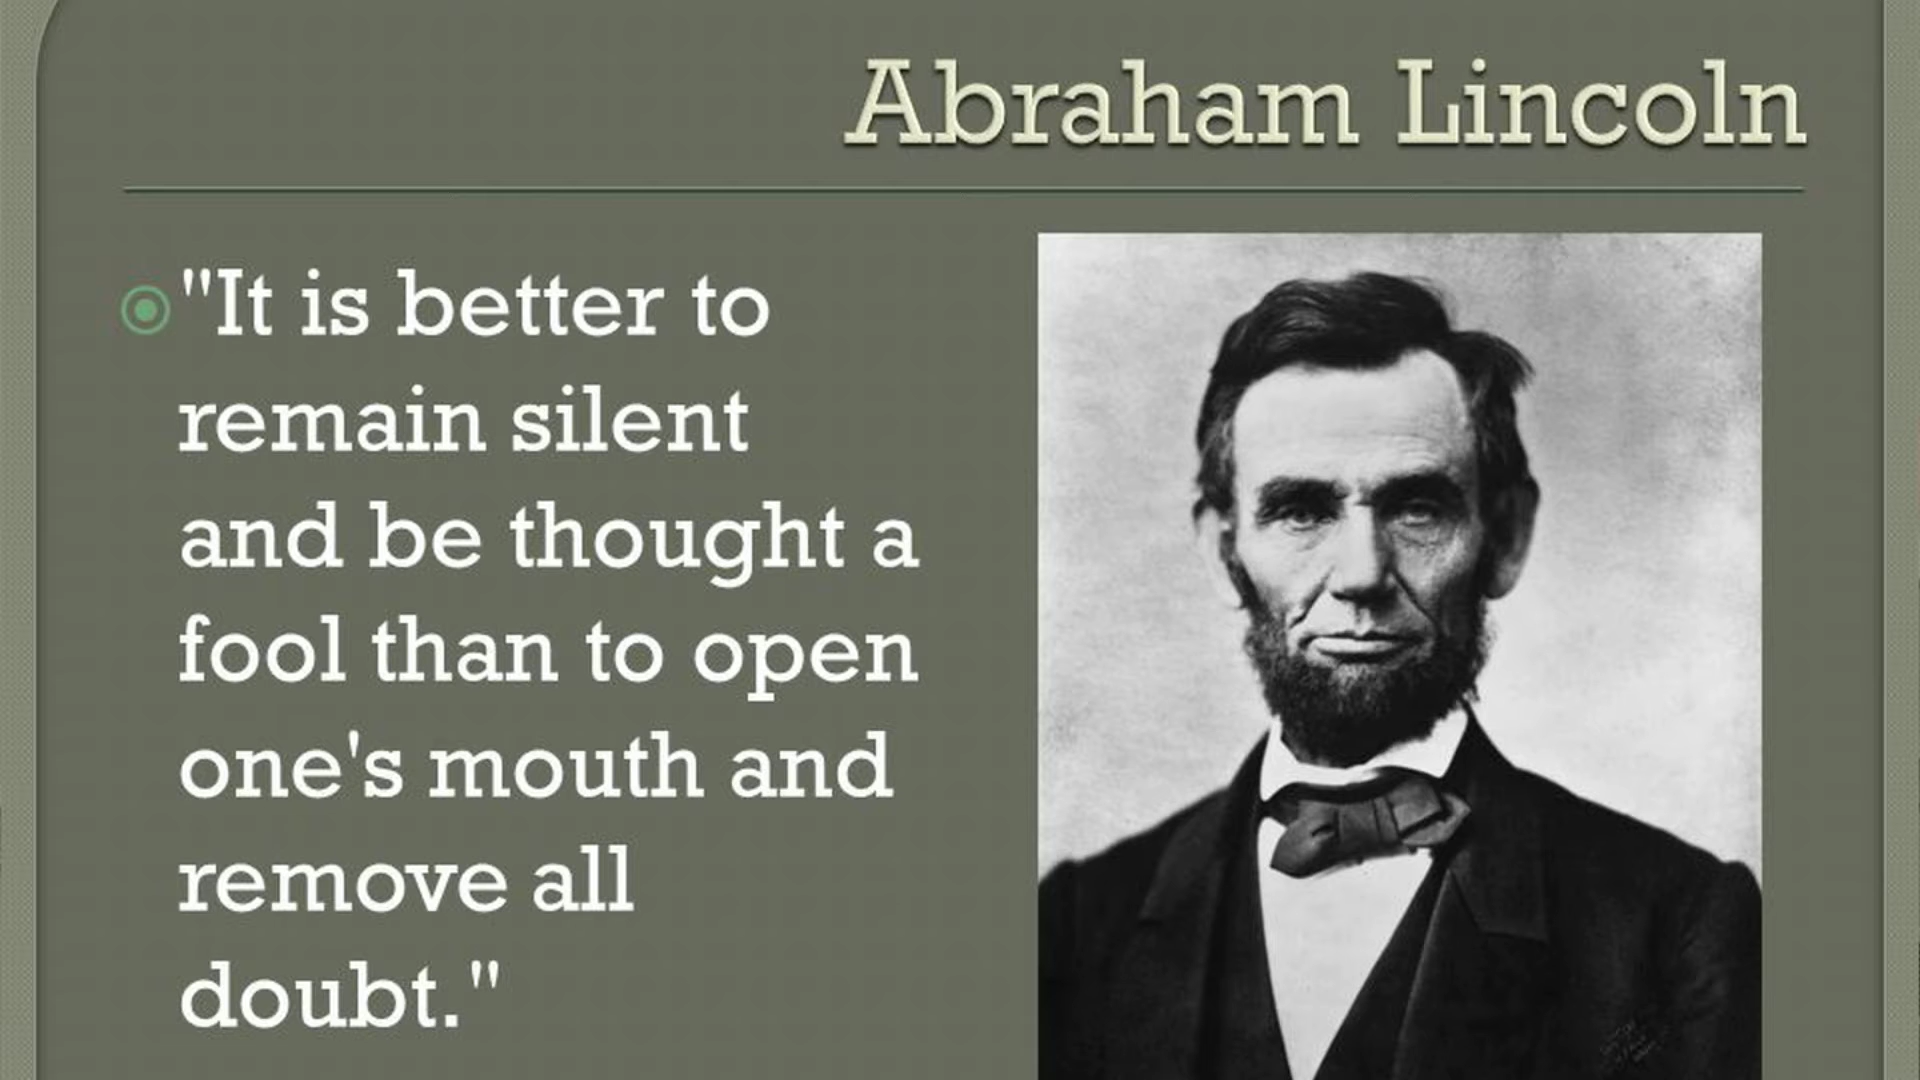 Abraham Lincoln
"It is better to
remain silent
and be thought a
fool than to open
one's mouth and
remove all
doubt."